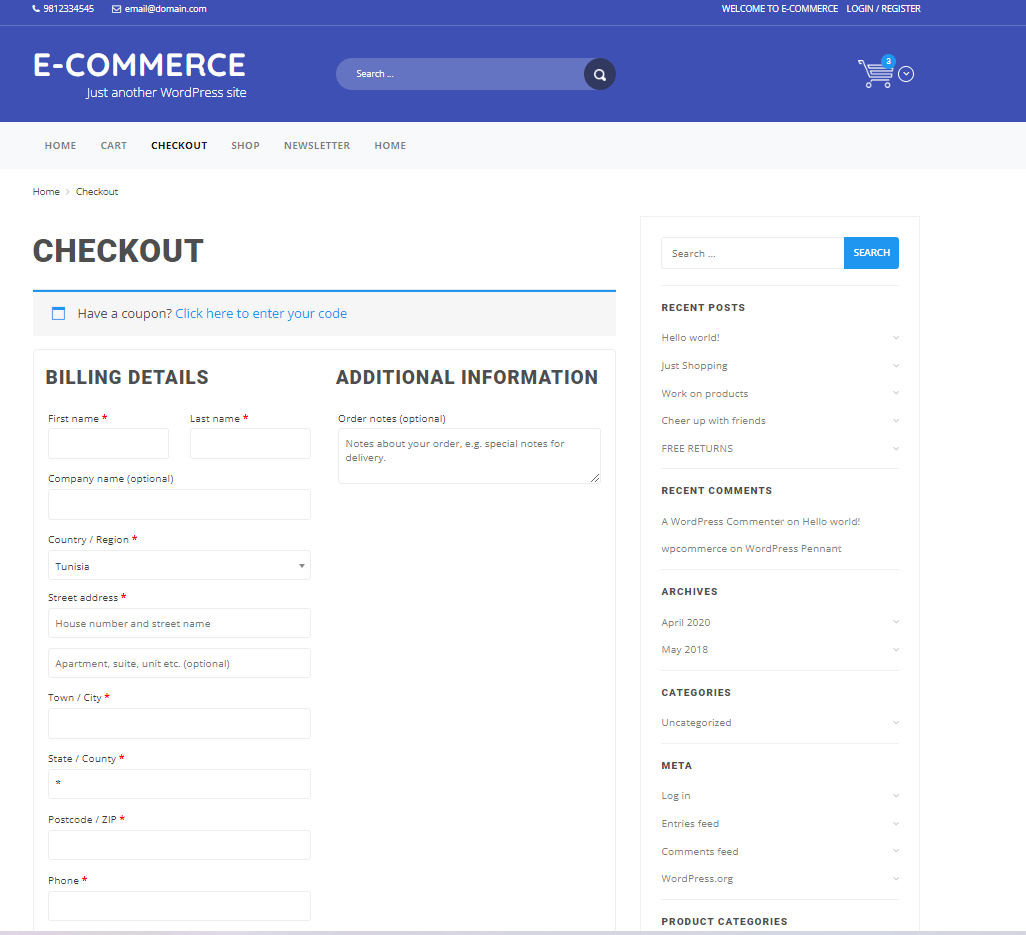 9812334545 email@domain.com WELCOME TO E-COMMERCE LOGIN / REGISTER
E-COMMERCE
Just another WordPress site
Search ...
3
HOME CART CHECKOUT SHOP NEWSLETTER HOME
Home > Checkout
CHECKOUT
Have a coupon? Click here to enter your code
BILLING DETAILS
First name * Last name *
Company name (optional)
Country / Region *
Tunisia
Street address *
House number and street name
Apartment, suite, unit etc. (optional)
Town / City *
State / County *
*
Postcode / ZIP *
Phone *
ADDITIONAL INFORMATION
Order notes (optional)
Notes about your order, e.g. special notes for
delivery.
Search ... SEARCH
RECENT POSTS
Hello world!
Just Shopping
Work on products
Cheer up with friends
FREE RETURNS
RECENT COMMENTS
A WordPress Commenter on Hello world!
wpcommerce on WordPress Pennant
ARCHIVES
April 2020
May 2018
CATEGORIES
Uncategorized
META
Log in
Entries feed
Comments feed
WordPress.org
PRODUCT CATEGORIES